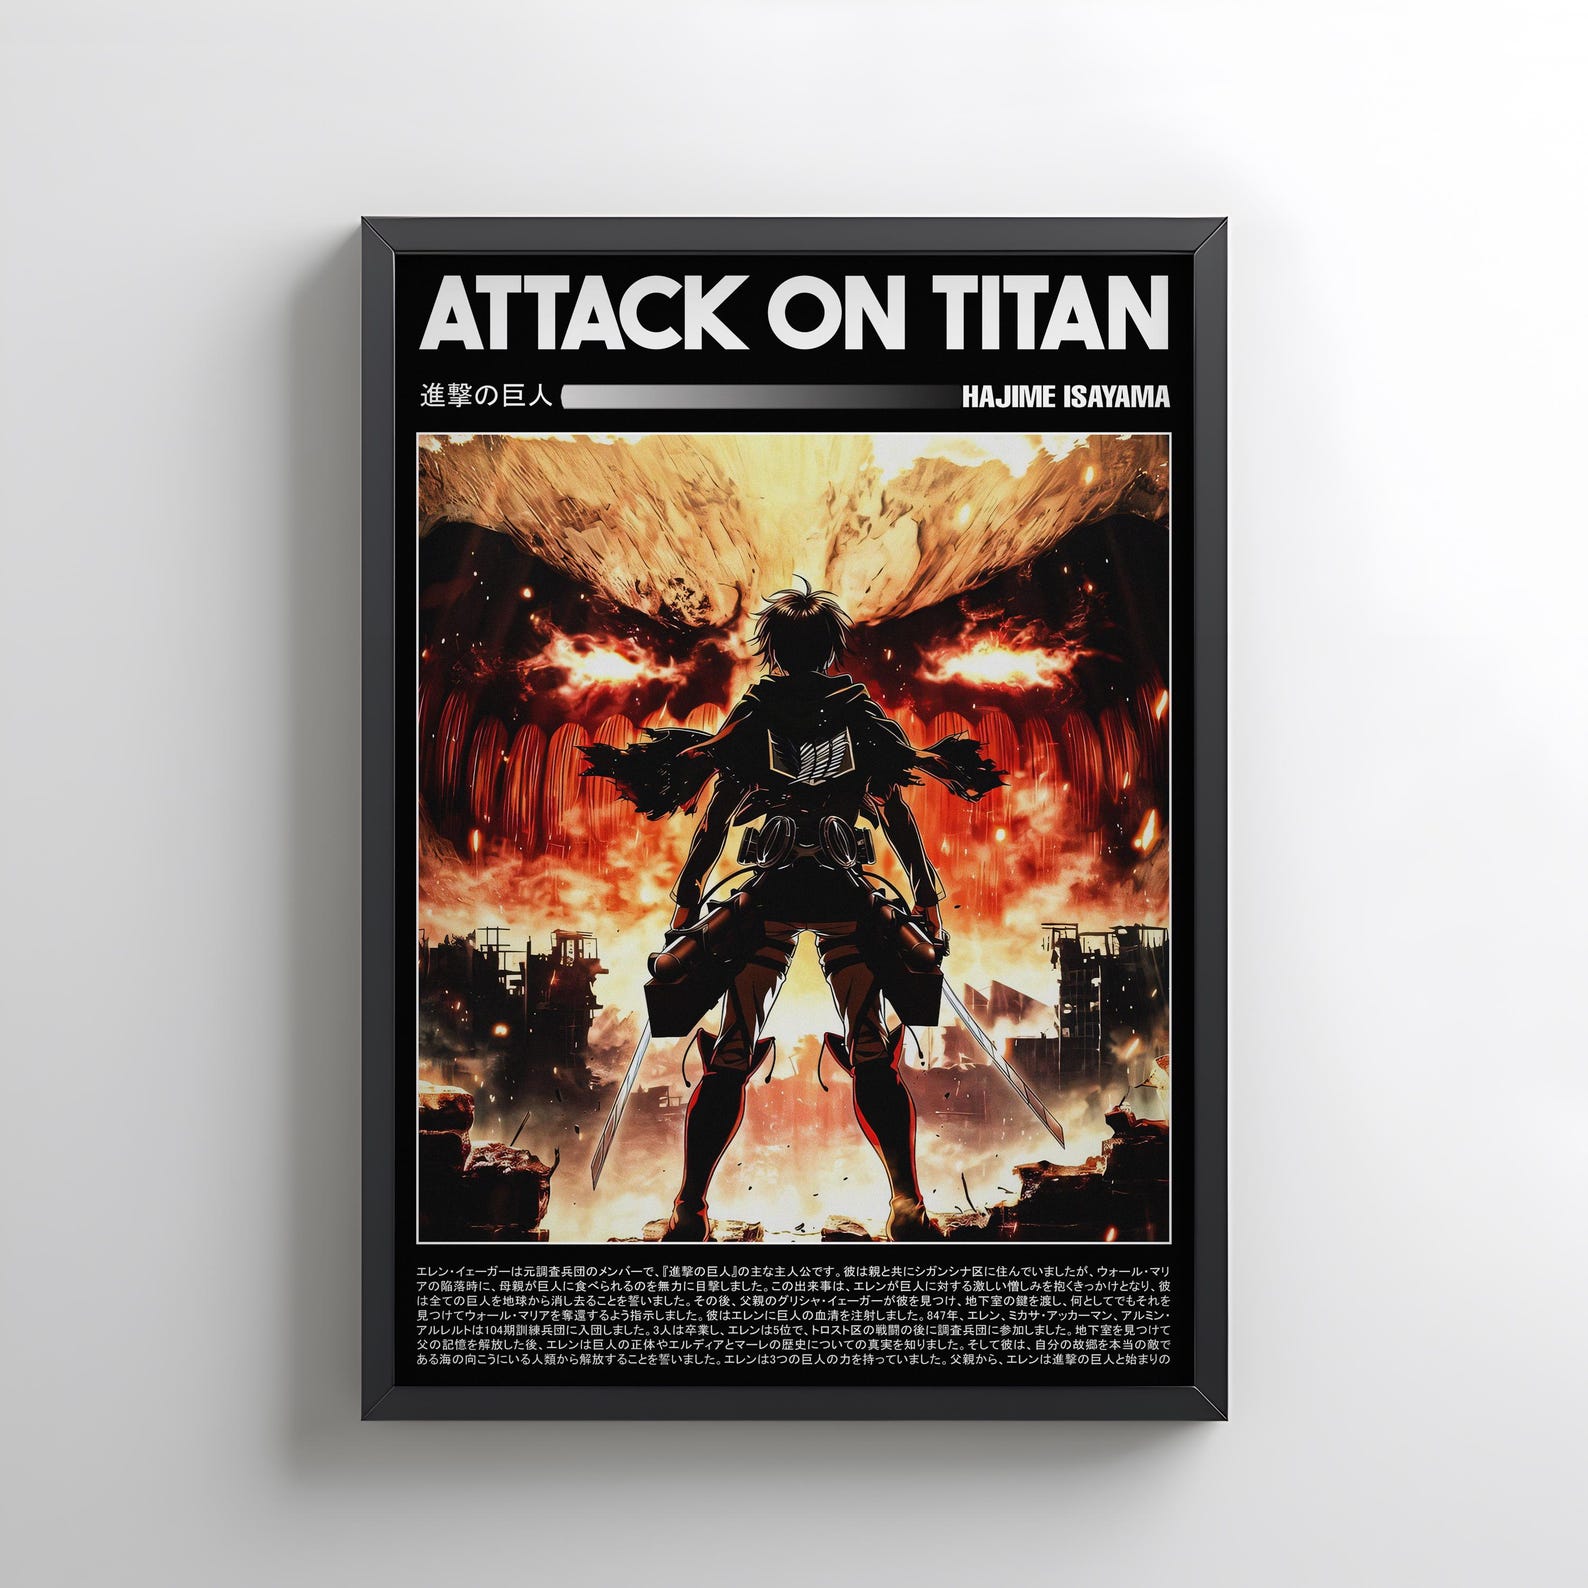 ATTACK ON TITAN
進撃の巨人
HAJIME ISAYAMA
エレン・イェーガーは元調査兵団のメンバーで、『進撃の巨人』の主な主人公です。彼は親と共にシガンシナ区に住んでいましたが、ウォール・マリ
アの陥落時に、母親が巨人に食べられるのを無力に目撃しました。この出来事は、エレンが巨人に対する激しい憎しみを抱くきっかけとなり、彼
は全ての巨人を地球から消し去ることを誓いました。その後、父親のグリシャ・イェーガーが彼を見つけ、地下室の鍵を渡し、何としてでもそれを
見つけてウォール・マリアを奪還するよう指示しました。彼はエレンに巨人の血清を注射しました。847年、エレン、ミカサ・アッカーマン、アルミン・
アルレルトは104期訓練兵団に入団しました。3人は卒業し、エレンは5位で、トロスト区の戦闘の後に調査兵団に参加しました。地下室を見つけて
父の記憶を解放した後、エレンは巨人の正体やエルディアとマーレの歴史についての真実を知りました。そして彼は、自分の故郷を本当の敵で
ある海の向こうにいる人類から解放することを誓いました。エレンは3つの巨人の力を持っていました。父親から、エレンは進撃の巨人と始まりの